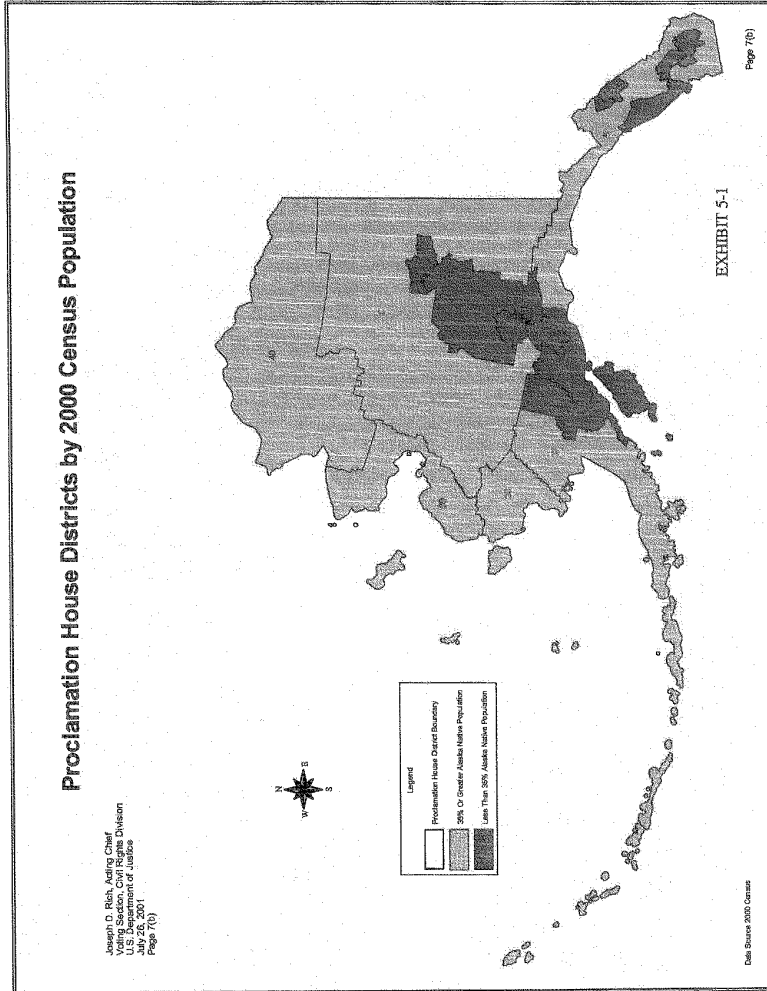 Joseph D. Rich, Acting Chief
Voting Section, Civil Rights Division
U.S. Department of Justice
July 26, 2001
Page 7(b)
Proclamation House Districts by 2000 Census Population
N
W
E
S
Legend
Proclamation House District Boundary
35% Or Greater Alaska Native Population
Less Than 35% Alaska Native Population
40
39
EXHIBIT 5-1
Data Source 2000 Census
Page 7(b)